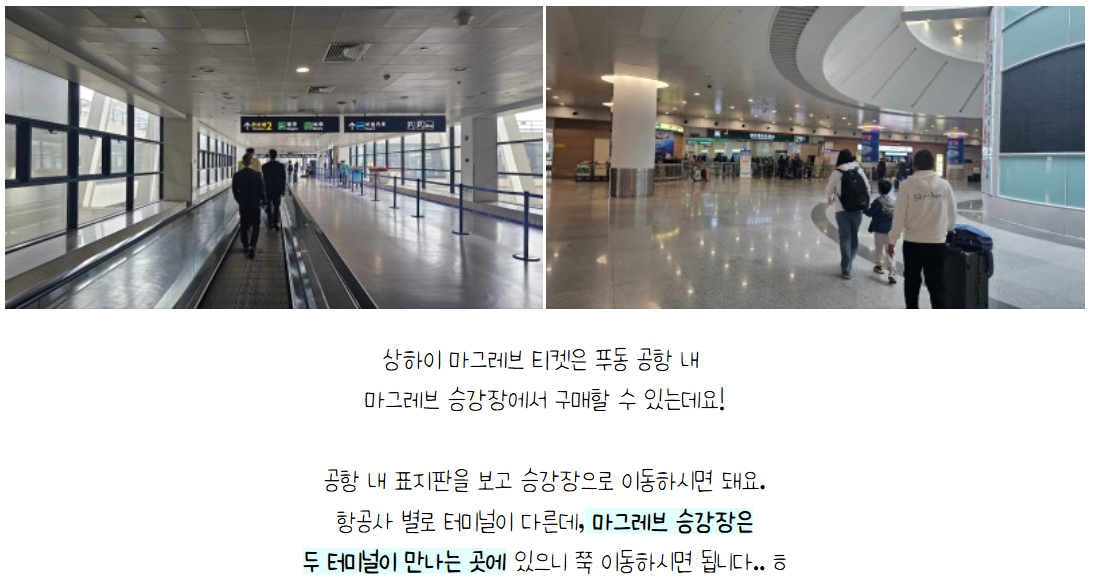 상하이 마그레브 티켓은 푸동 공항 내
마그레브 승강장에서 구매할 수 있는데요!
공항 내 표지판을 보고 승강장으로 이동하시면 돼요.
항공사 별로 터미널이 다른데, 마그레브 승강장은
두 터미널이 만나는 곳에 있으니 쭉 이동하시면 됩니다.. ㅎ